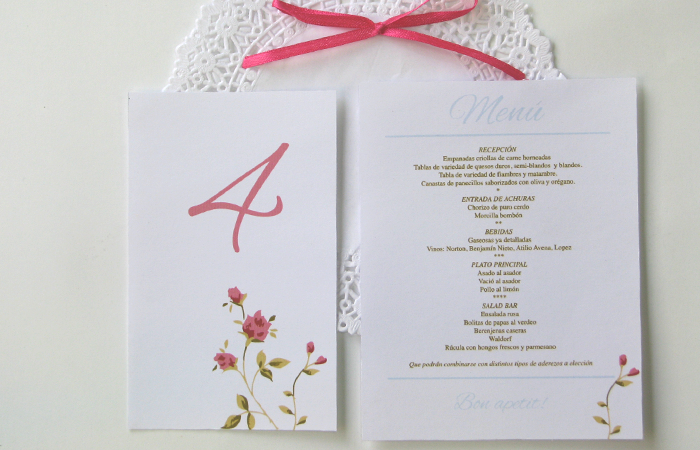 4
Menú
RECEPCIÓN
Empanadas criollas de carne horneadas
Tablas de variedad de quesos duros, semi-blandos y blandos.
Tabla de variedad de fiambres y matambre.
Canastas de panecillos saborizados con oliva y orégano.
*
ENTRADA DE ACHURAS
Chorizo de puro cerdo
Morcilla bombón
**
BEBIDAS
Gaseosas ya detalladas
Vinos: Norton, Benjamín Nieto, Atilio Avena, Lopez
***
PLATO PRINCIPAL
Asado al asador
Vacío al asador
Pollo al limón
****
SALAD BAR
Ensalada rusa
Bolitas de papas al verdeo
Berenjenas caseras
Waldorf
Rúcula con hongos frescos y parmesano
Que podrán combinarse con distintos tipos de aderezos a elección
Bon apetit!